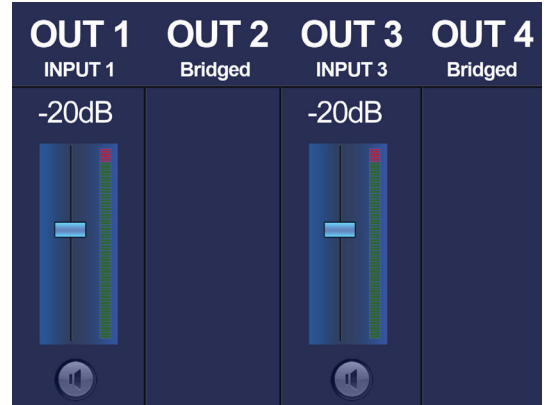 OUT 1 OUT 2 OUT 3 OUT 4
INPUT 1 Bridged INPUT 3 Bridged
-20dB -20dB